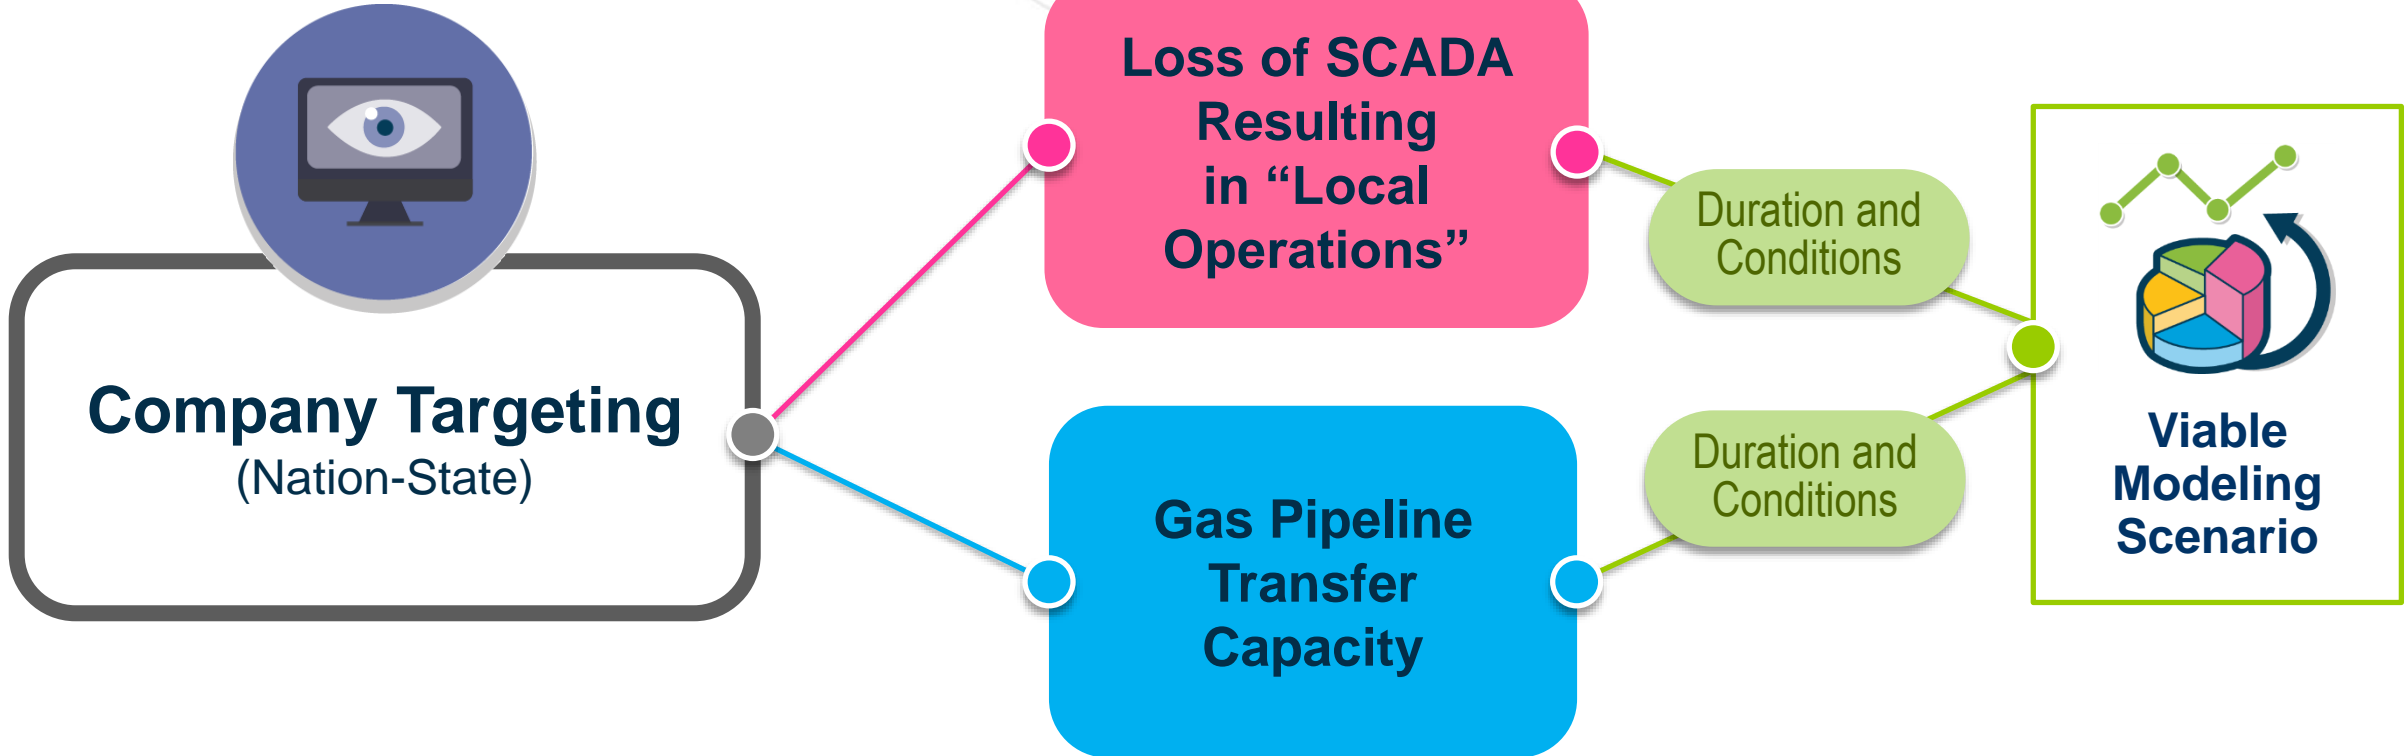 Company Targeting
(Nation-State)
Loss of SCADA
Resulting
in “Local
Operations”
Gas Pipeline
Transfer
Capacity
Duration and
Conditions
Duration and
Conditions
Viable
Modeling
Scenario